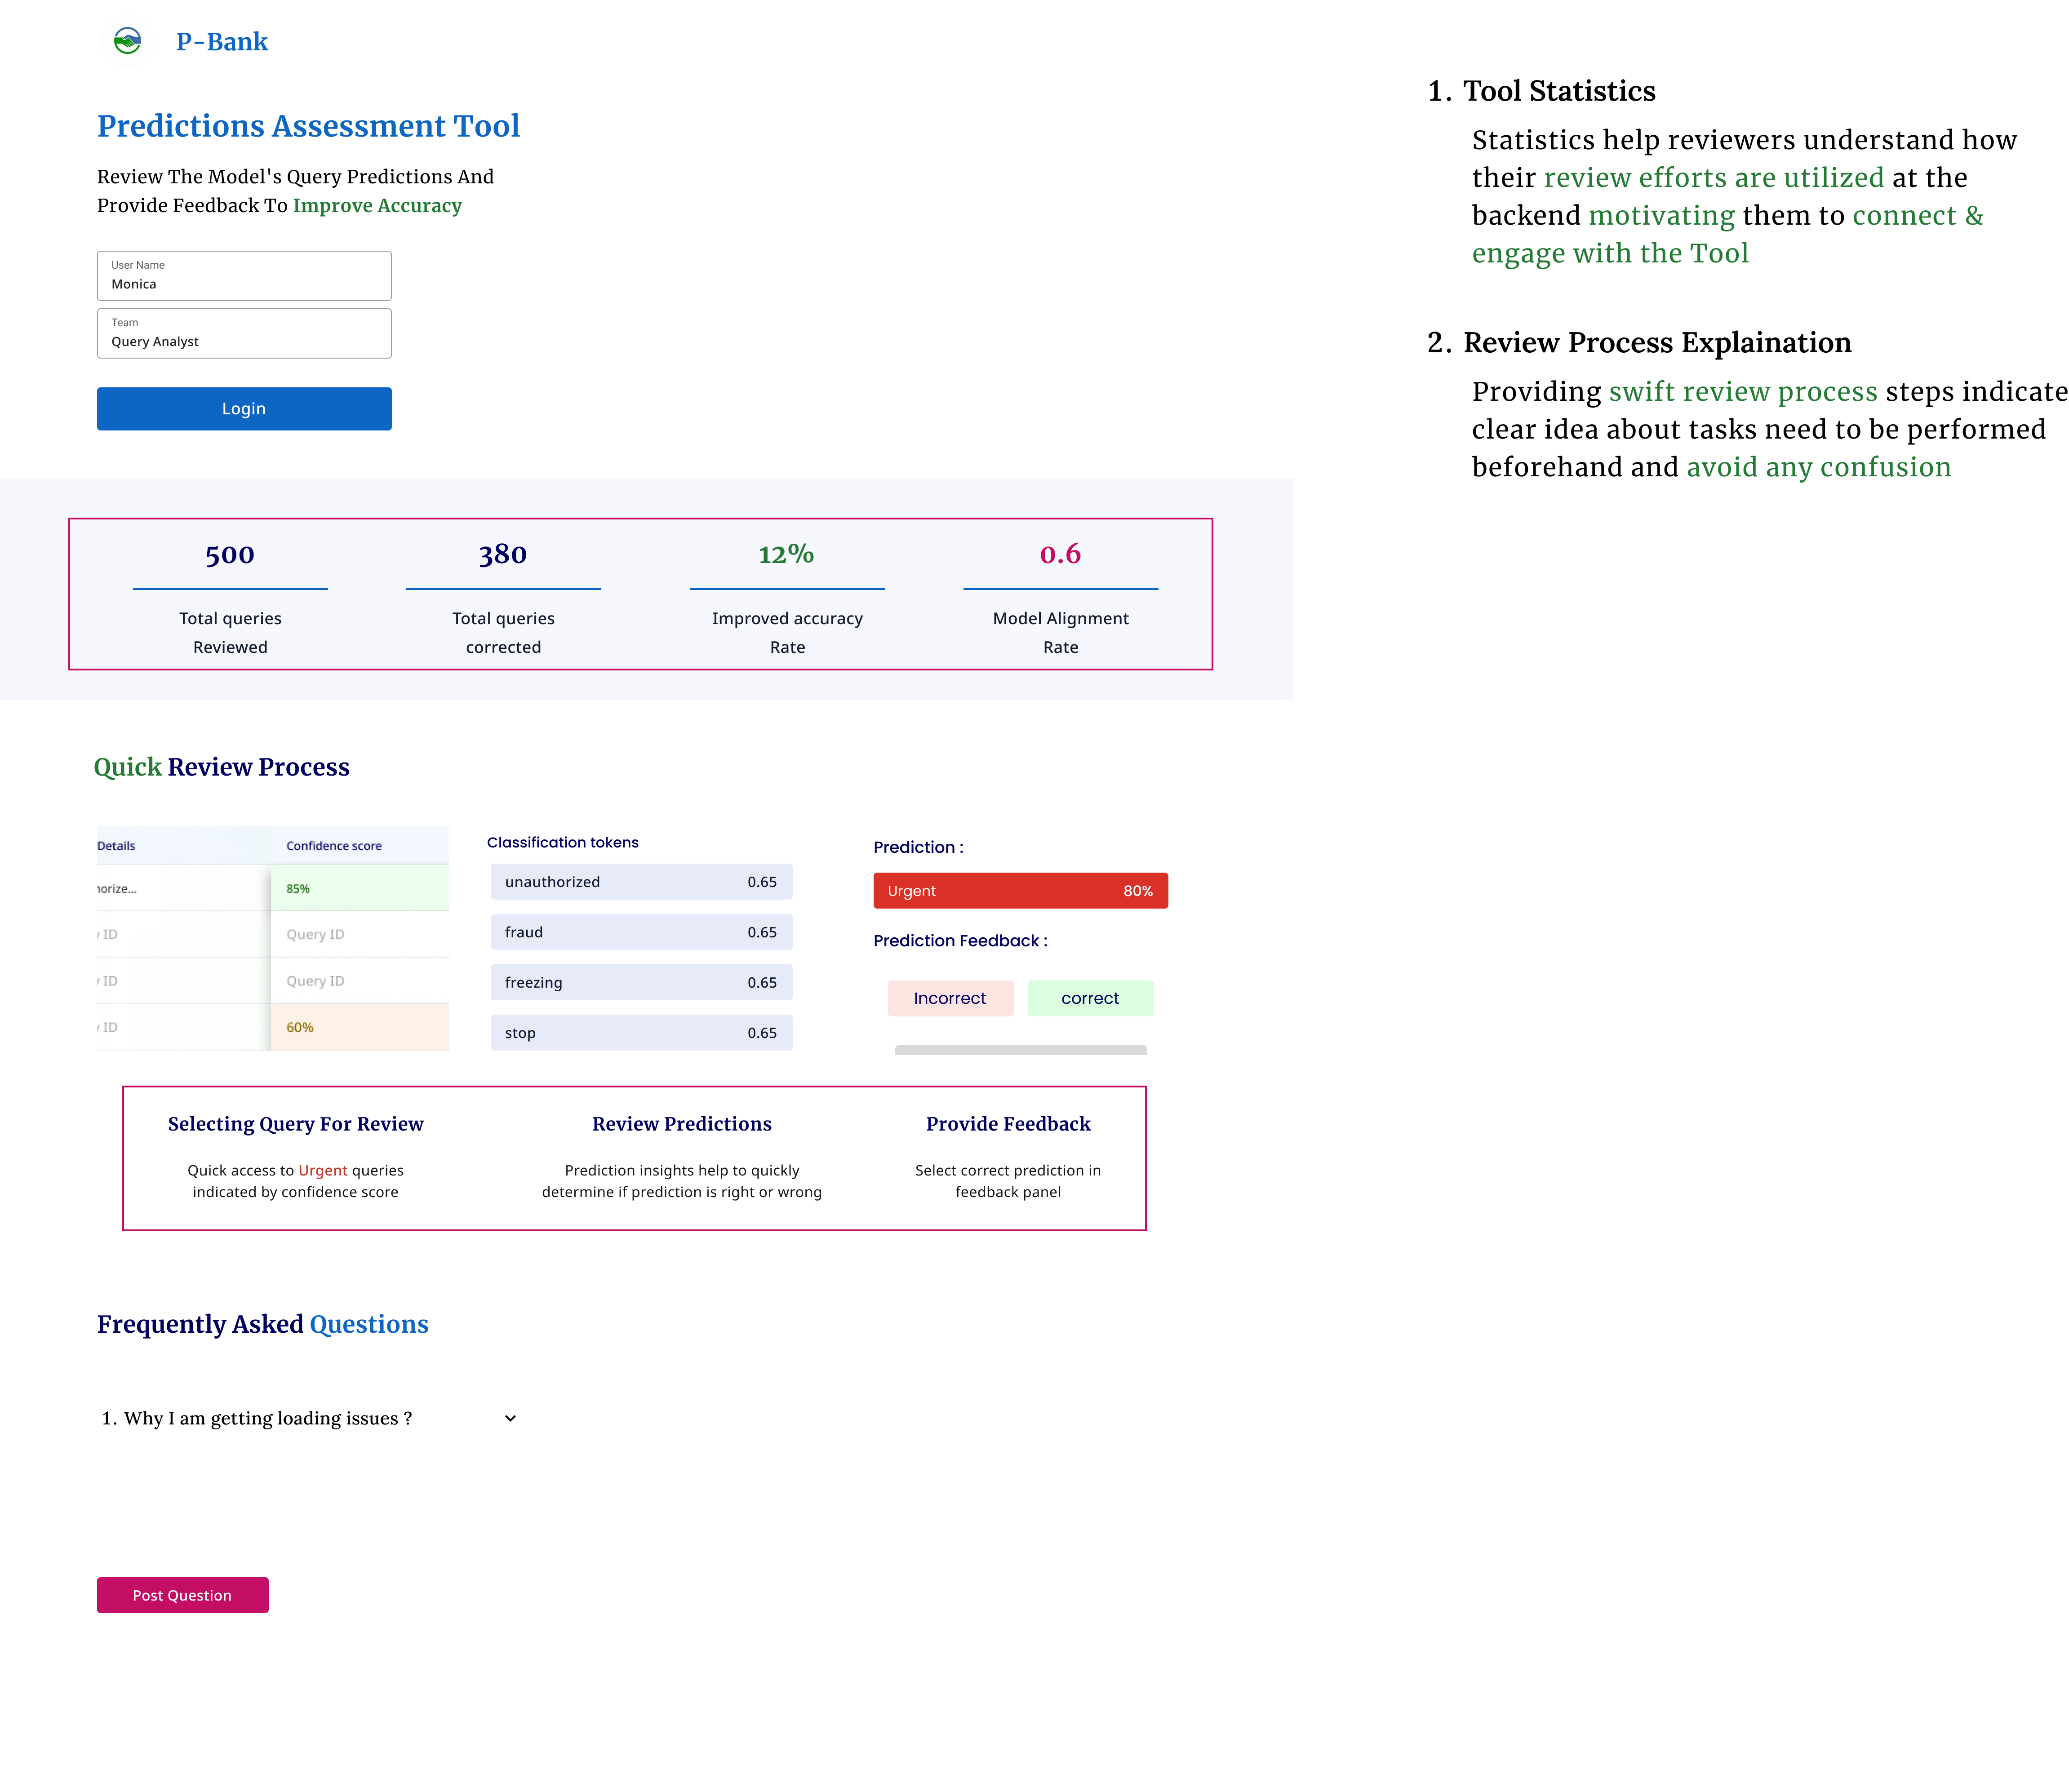 P-Bank
Predictions Assessment Tool
Review The Model's Query Predictions And
Provide Feedback To Improve Accuracy
User Name
Monica
Team
Query Analyst
Login
500
380
12%
0.6
Total queries
Reviewed
Total queries
corrected
Improved accuracy
Rate
Model Alignment
Rate
Quick Review Process
Details
Confidence score
horize...
85%
y ID
Query ID
y ID
Query ID
y ID
60%
Classification tokens
unauthorized 0.65
fraud 0.65
freezing 0.65
stop 0.65
Prediction :
Urgent 80%
Prediction Feedback :
Incorrect
correct
Selecting Query For Review
Quick access to Urgent queries
indicated by confidence score
Review Predictions
Prediction insights help to quickly
determine if prediction is right or wrong
Provide Feedback
Select correct prediction in
feedback panel
Frequently Asked Questions
1. Why I am getting loading issues ?
Post Question
1. Tool Statistics
Statistics help reviewers understand how
their review efforts are utilized at the
backend motivating them to connect &
engage with the Tool
2. Review Process Explaination
Providing swift review process steps indicate
clear idea about tasks need to be performed
beforehand and avoid any confusion